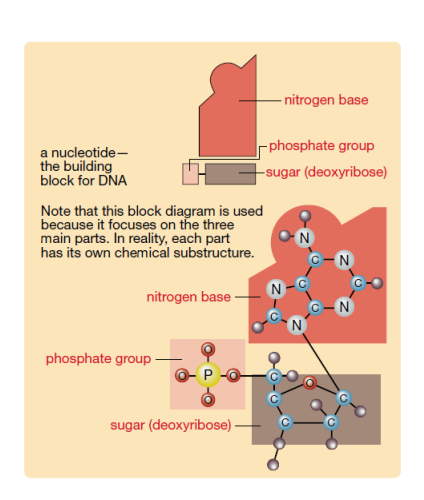 nitrogen base
phosphate group
a nucleotide—
the building
block for DNA
sugar (deoxyribose)
Note that this block diagram is used
because it focuses on the three
main parts. In reality, each part
has its own chemical substructure.
N
C
N
N
C
C
nitrogen base
C
N
C
N
phosphate group
O
O
P
O
C
O
O
C
C
sugar (deoxyribose)
C
C